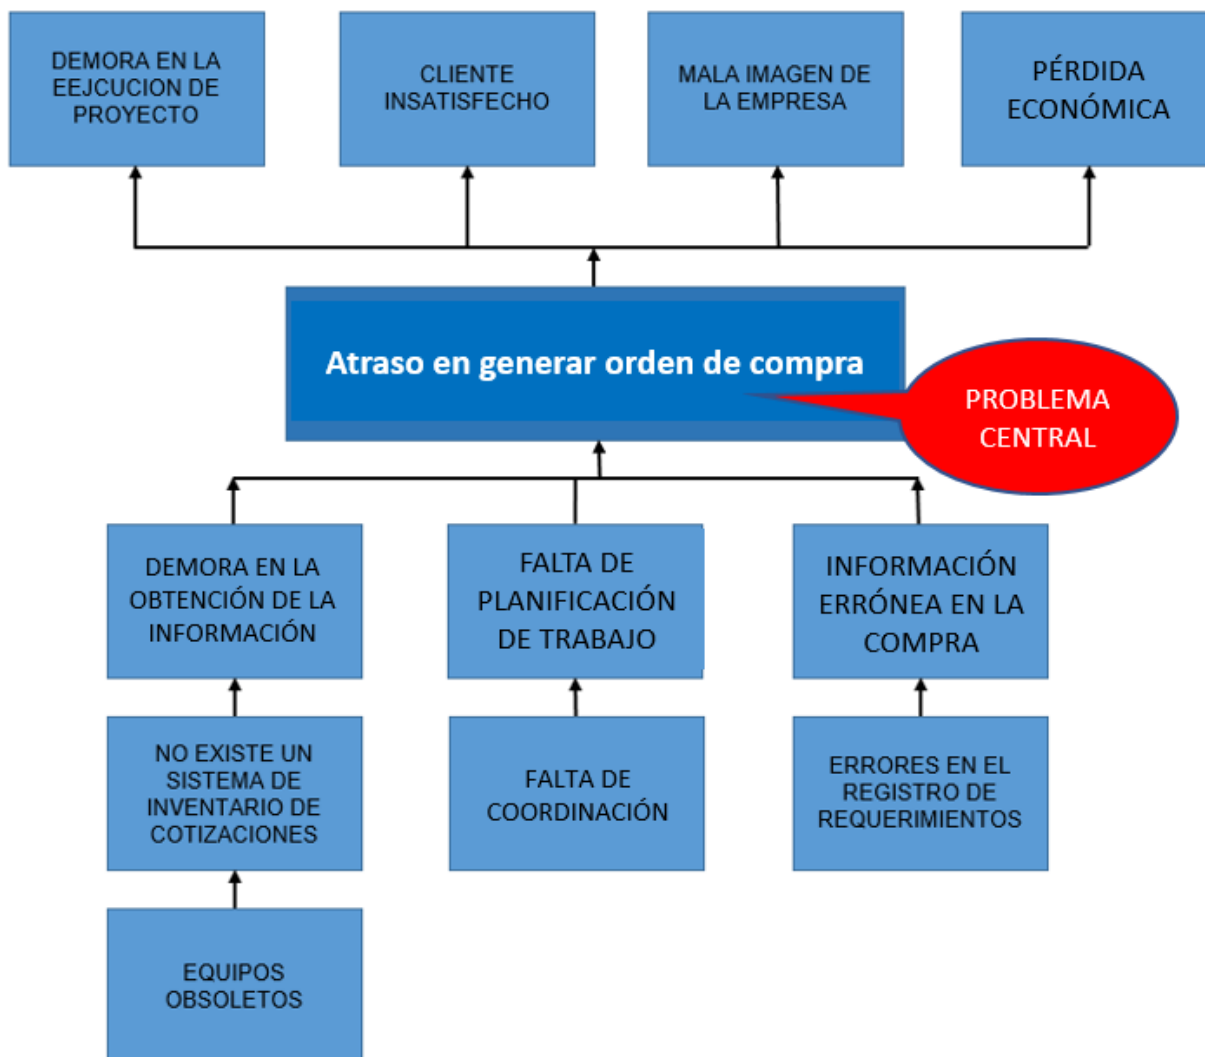 DEMORA EN LA
EEJCUCION DE
PROYECTO
CLIENTE
INSATISFECHO
MALA IMAGEN DE
LA EMPRESA
PÉRDIDA
ECONÓMICA
Atraso en generar orden de compra
PROBLEMA
CENTRAL
DEMORA EN LA
OBTENCIÓN DE LA
INFORMACIÓN
FALTA DE
PLANIFICACIÓN
DE TRABAJO
INFORMACIÓN
ERRÓNEA EN LA
COMPRA
NO EXISTE UN
SISTEMA DE
INVENTARIO DE
COTIZACIONES
FALTA DE
COORDINACIÓN
ERRORES EN EL
REGISTRO DE
REQUERIMIENTOS
EQUIPOS
OBSOLETOS